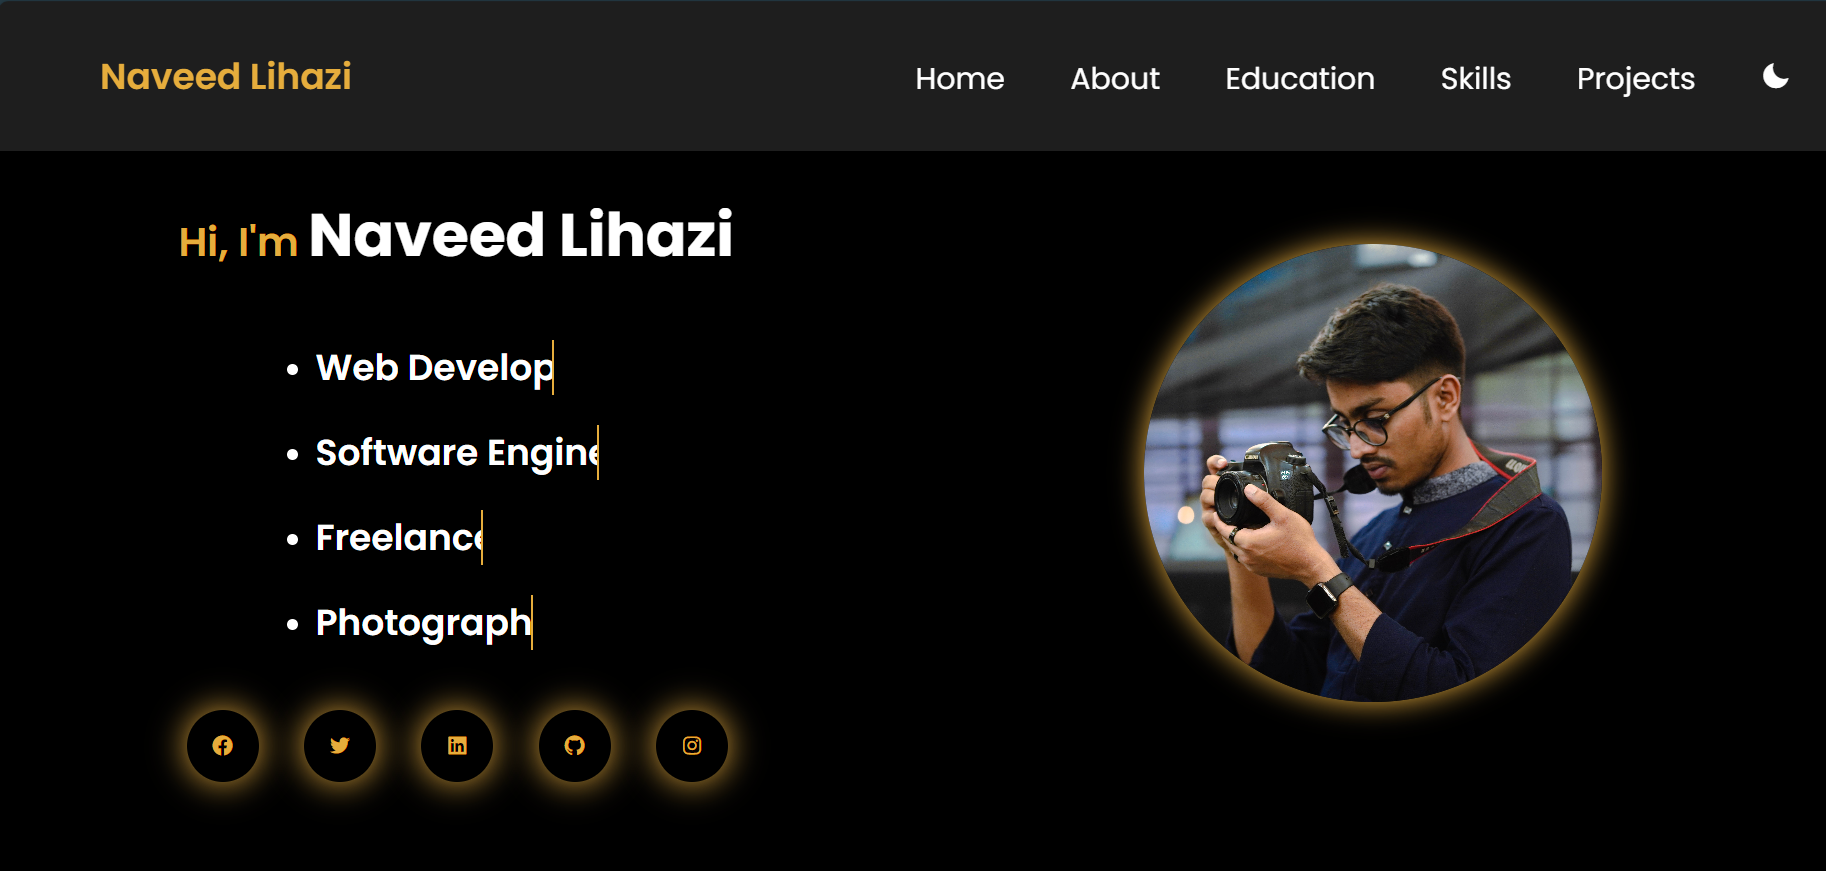 Naveed Lihazi
Home About Education Skills Projects
Hi, I'm Naveed Lihazi
• Web Develop
• Software Engine
• Freelance
• Photograph